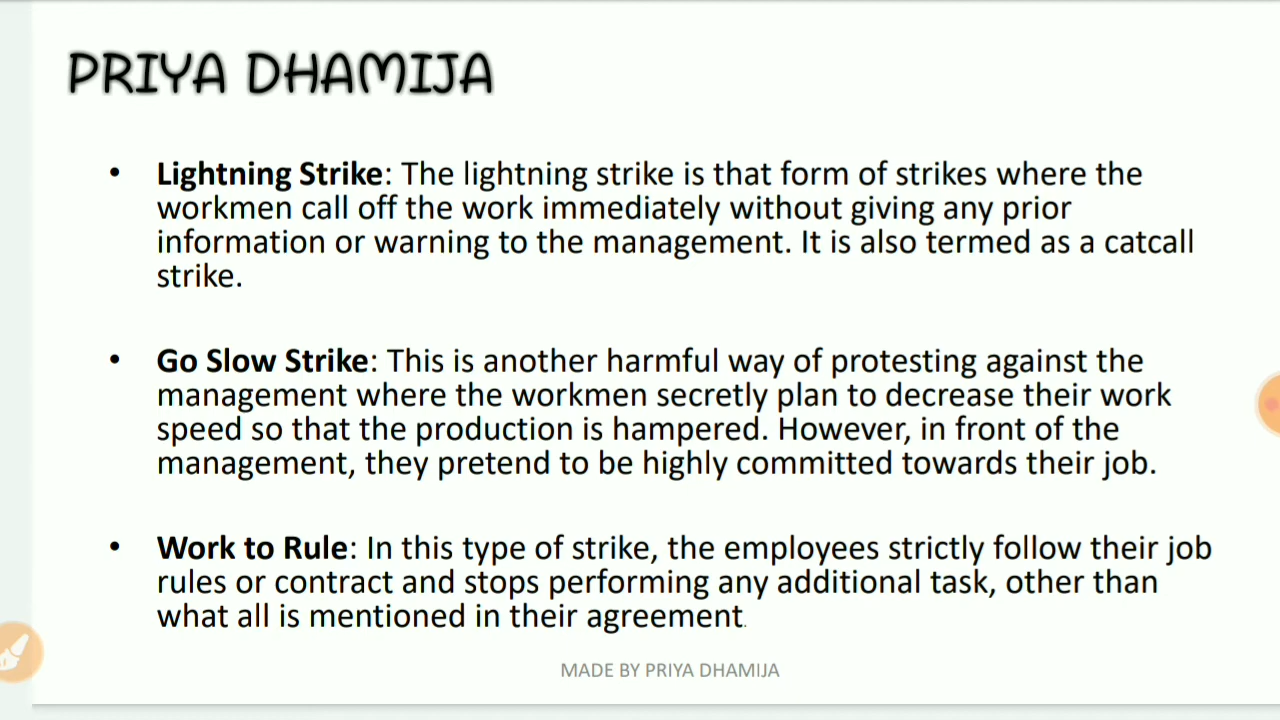 PRIYA DHAMIJA
• Lightning Strike: The lightning strike is that form of strikes where the
workmen call off the work immediately without giving any prior
information or warning to the management. It is also termed as a catcall
strike.
• Go Slow Strike: This is another harmful way of protesting against the
management where the workmen secretly plan to decrease their work
speed so that the production is hampered. However, in front of the
management, they pretend to be highly committed towards their job.
• Work to Rule: In this type of strike, the employees strictly follow their job
rules or contract and stops performing any additional task, other than
what all is mentioned in their agreement.
MADE BY PRIYA DHAMIJA